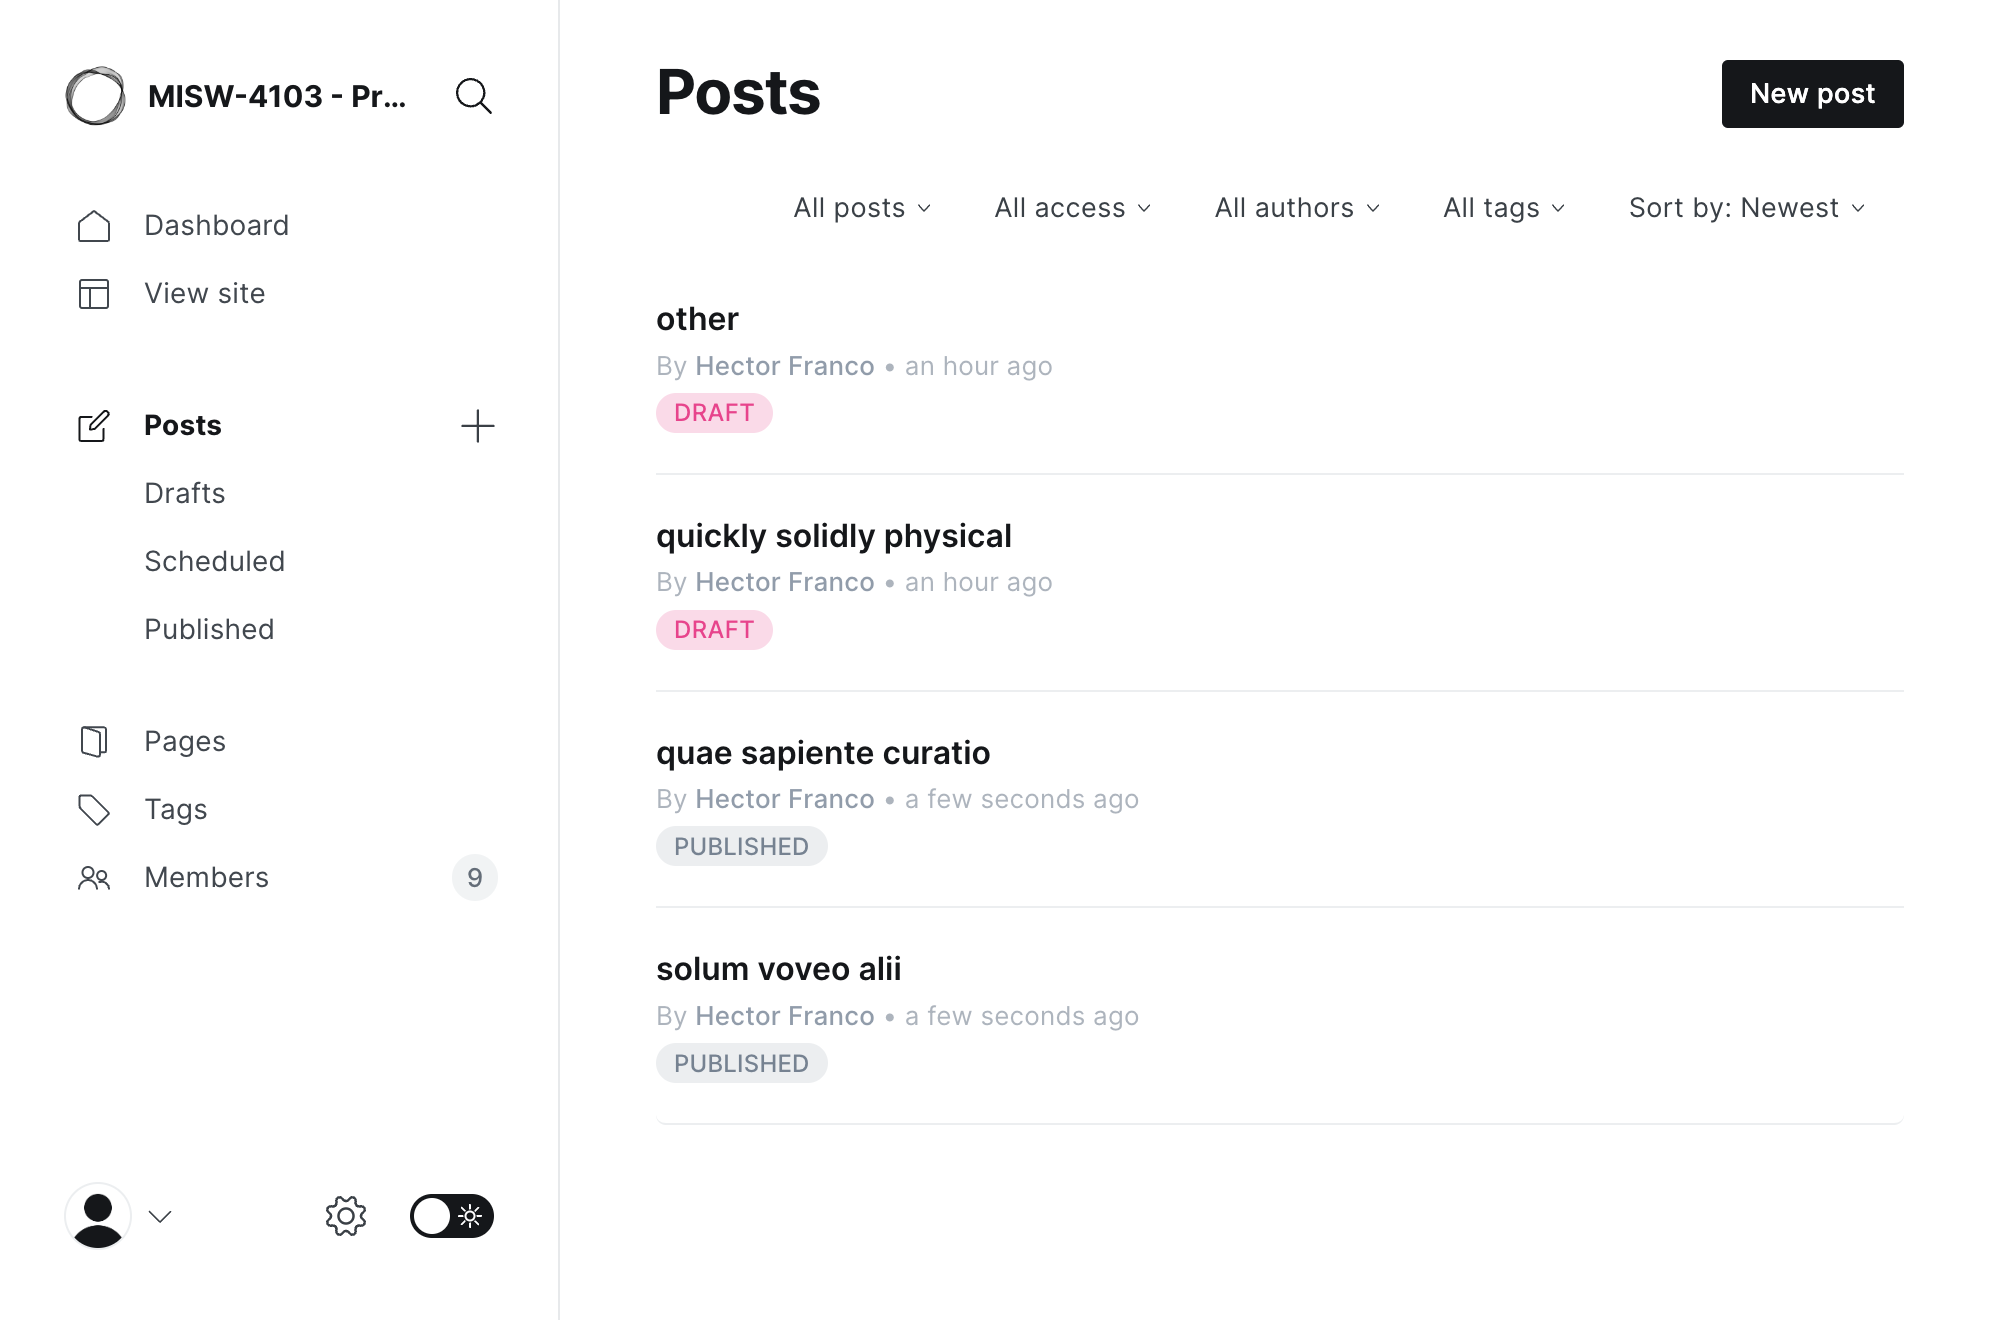 MISW-4103 - Pr...
Dashboard
View site
Posts
Drafts
Scheduled
Published
Pages
Tags
Members 9
Posts
New post
All posts All access All authors All tags Sort by: Newest
other
By Hector Franco • an hour ago
DRAFT
quickly solidly physical
By Hector Franco • an hour ago
DRAFT
quae sapiente curatio
By Hector Franco • a few seconds ago
PUBLISHED
solum voveo alii
By Hector Franco • a few seconds ago
PUBLISHED